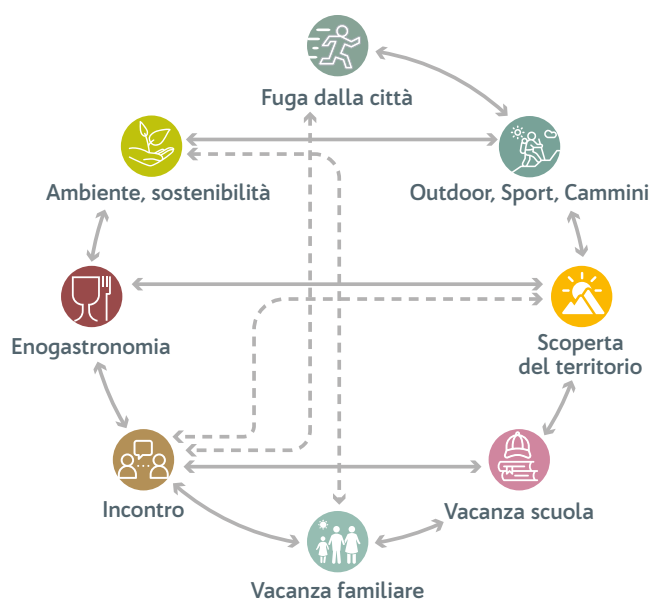 Fuga dalla città
Ambiente, sostenibilità
Outdoor, Sport, Cammini
Enogastronomia
Scoperta
del territorio
Incontro
Vacanza scuola
Vacanza familiare